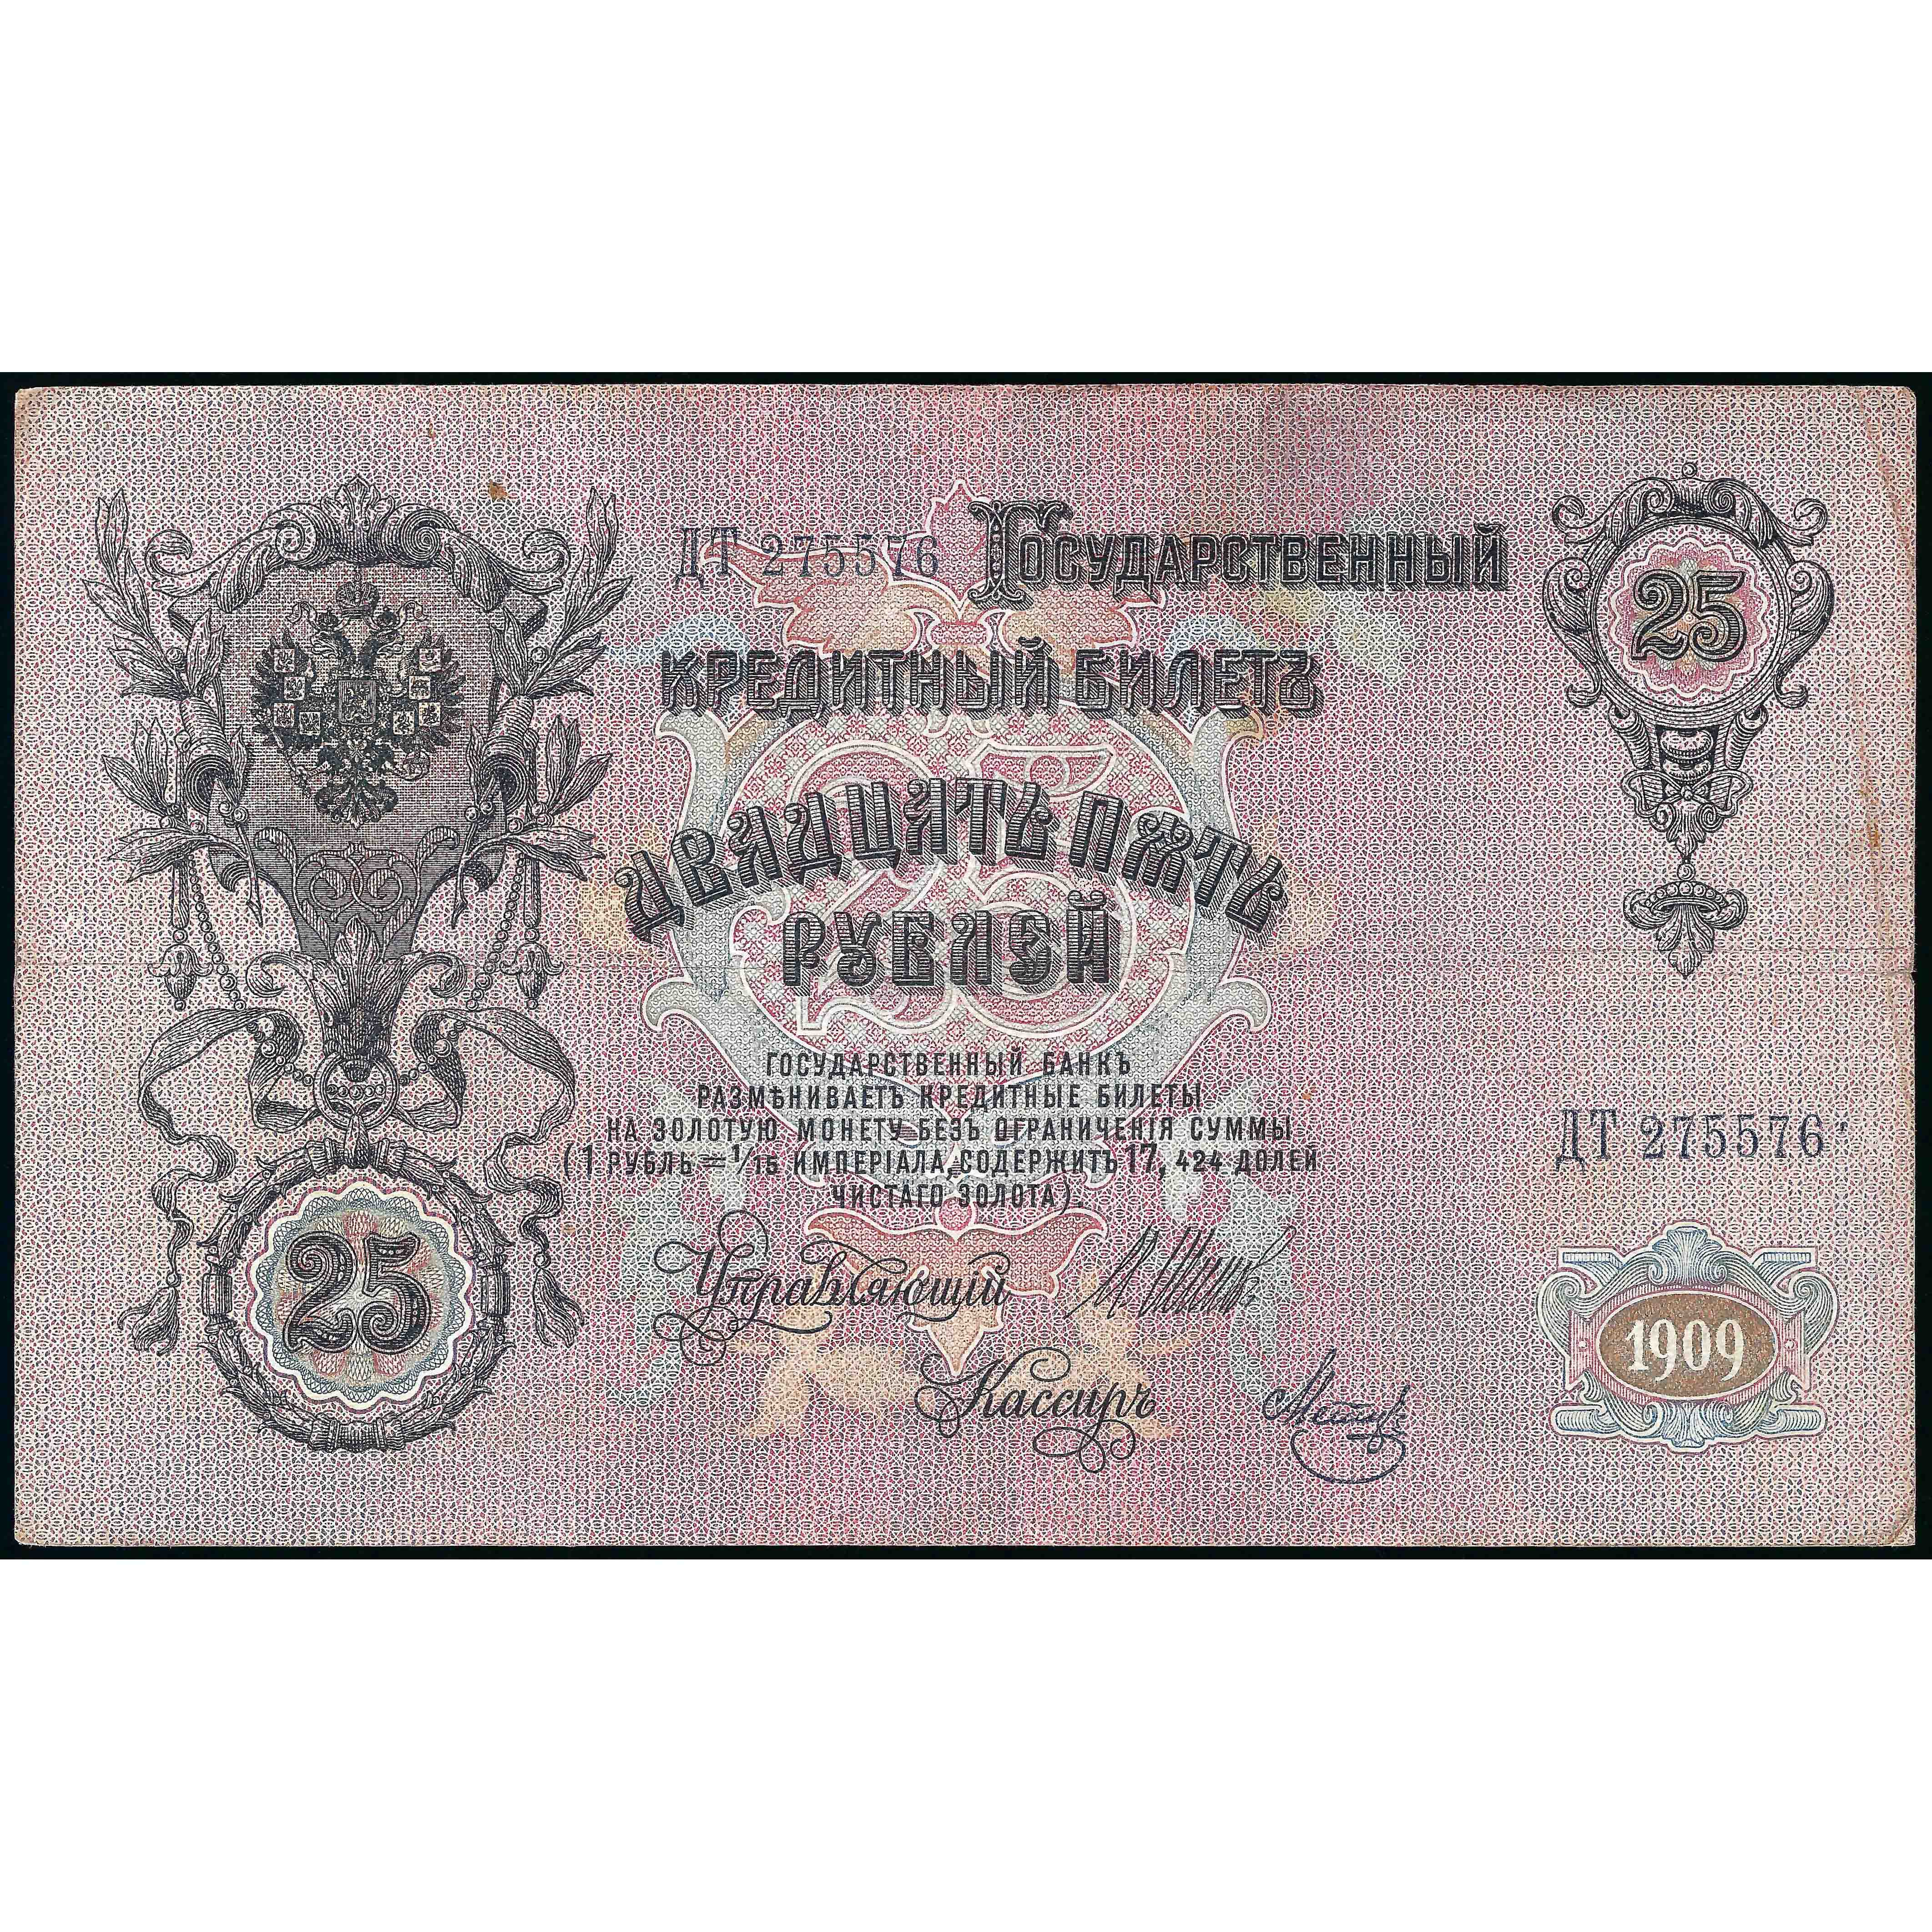 ДТ 275576 Государственный
25
КРЕДИТНЫЙ БИЛЕТЪ
25
ДВАДЦАТЬ ПЯТЬ
РУБЛЕЙ
ГОСУДАРСТВЕННЫЙ БАНКЪ
РАЗМѢНИВАЕТЪ КРЕДИТНЫЕ БИЛЕТЫ
НА ЗОЛОТУЮ МОНЕТУ БЕЗЪ ОГРАНИЧЕНІЯ СУММЫ
(1 РУБЛЬ = 1/15 ИМПЕРІАЛА, СОДЕРЖИТЪ 17, 424 ДОЛЕЙ
ЧИСТАГО ЗОЛОТА)
ДТ 275576
Управляющій
Кассиръ
25
1909